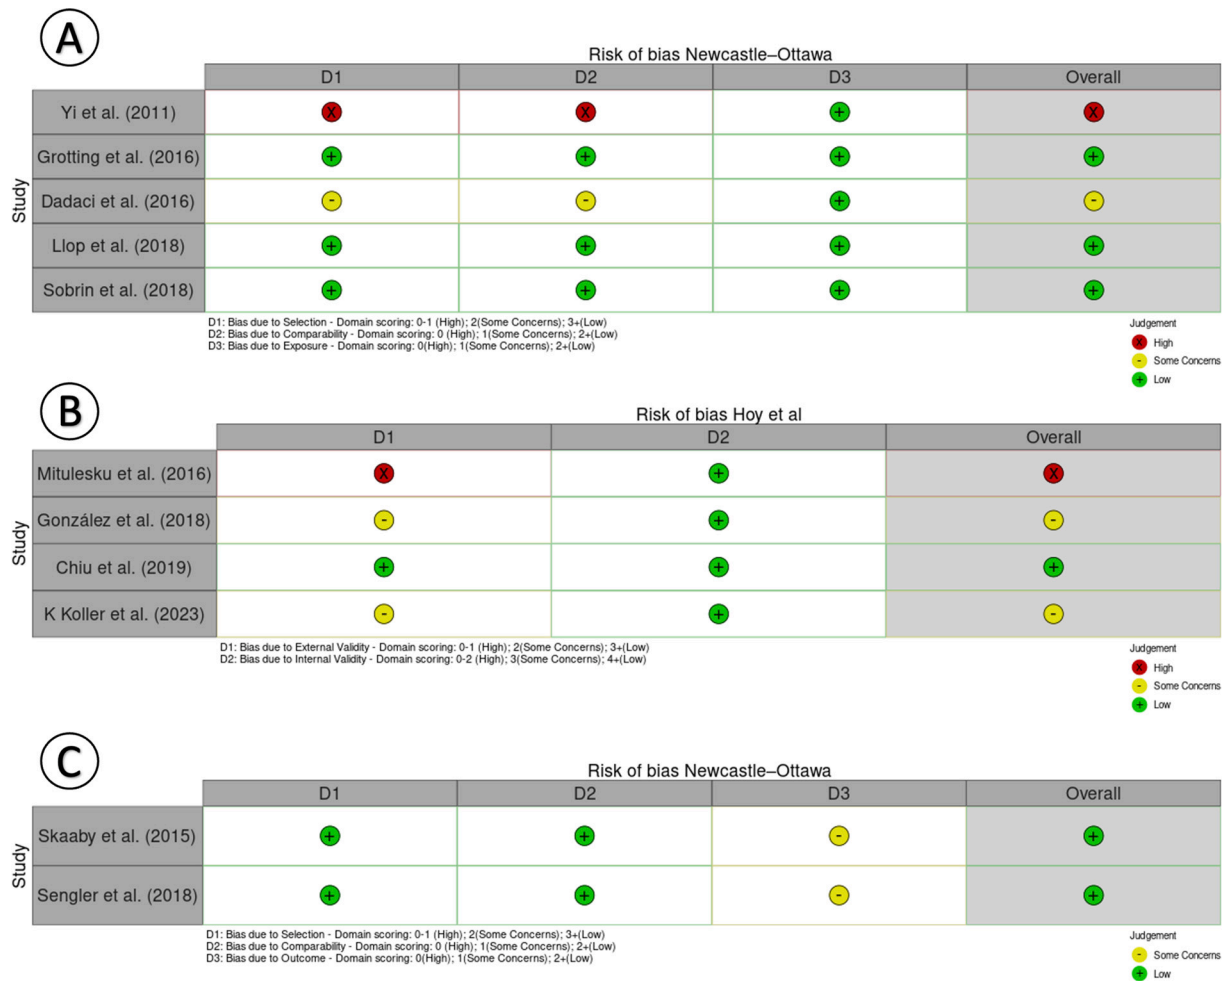 A
Risk of bias Newcastle–Ottawa
D1 D2 D3 Overall
Study
Yi et al. (2011) X X + X
Grotting et al. (2016) + + + +
Dadaci et al. (2016) - - + -
Llop et al. (2018) + + + +
Sobrin et al. (2018) + + + +
D1: Bias due to Selection - Domain scoring: 0-1 (High); 2(Some Concerns); 3+(Low)
D2: Bias due to Comparability - Domain scoring: 0 (High); 1(Some Concerns); 2+(Low)
D3: Bias due to Exposure - Domain scoring: 0(High); 1(Some Concerns); 2+(Low)
Judgement
X High
- Some Concerns
+ Low
B
Risk of bias Hoy et al
D1 D2 Overall
Study
Mitulesku et al. (2016) X + X
González et al. (2018) - + -
Chiu et al. (2019) + + +
K Koller et al. (2023) - + -
D1: Bias due to External Validity - Domain scoring: 0-1 (High); 2(Some Concerns); 3+(Low)
D2: Bias due to Internal Validity - Domain scoring: 0-2 (High); 3(Some Concerns); 4+(Low)
Judgement
X High
- Some Concerns
+ Low
C
Risk of bias Newcastle–Ottawa
D1 D2 D3 Overall
Study
Skaaby et al. (2015) + + - +
Sengler et al. (2018) + + - +
D1: Bias due to Selection - Domain scoring: 0-1 (High); 2(Some Concerns); 3+(Low)
D2: Bias due to Comparability - Domain scoring: 0 (High); 1(Some Concerns); 2+(Low)
D3: Bias due to Outcome - Domain scoring: 0(High); 1(Some Concerns); 2+(Low)
Judgement
- Some Concerns
+ Low